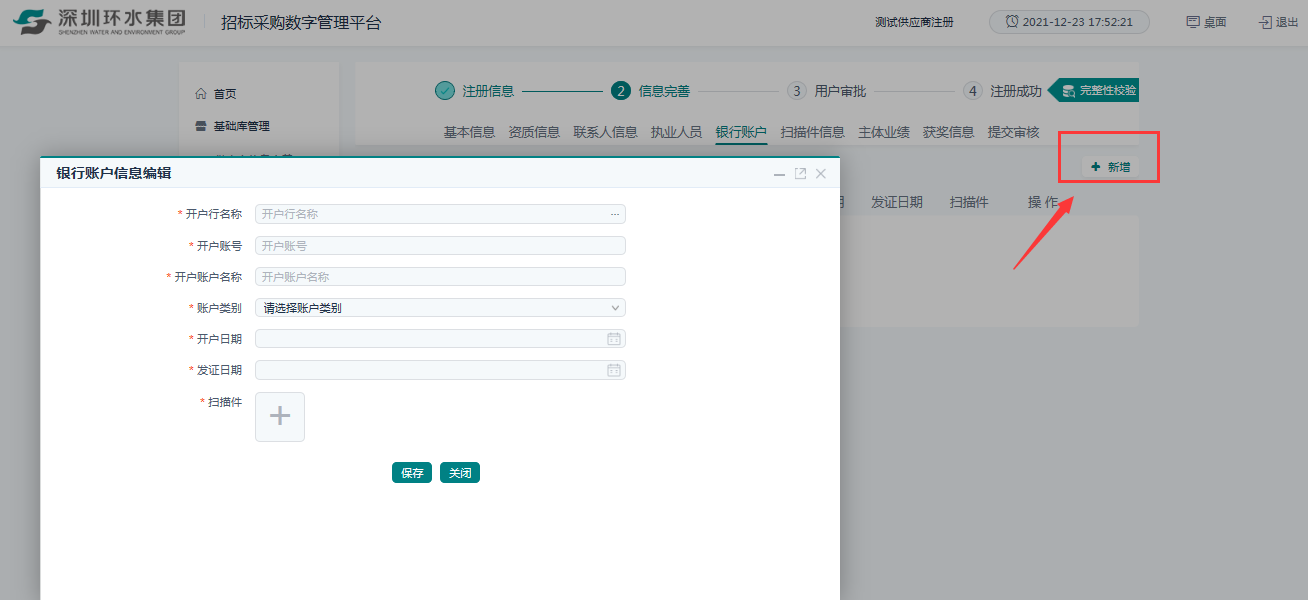 深圳环水集团
SHENZHEN WATER AND ENVIRONMENT GROUP
招标采购数字管理平台
测试供应商注册
2021-12-23 17:52:21
桌面
退出
首页
基础库管理
注册信息
2 信息完善
3 用户审批
4 注册成功
完整性校验
基本信息 资质信息 联系人信息 执业人员 银行账户 扫描件信息 主体业绩 获奖信息 提交审核
新增
发证日期 扫描件 操 作
银行账户信息编辑
* 开户行名称 开户行名称 ...
* 开户账号 开户账号
* 开户账户名称 开户账户名称
* 账户类别 请选择账户类别
* 开户日期
* 发证日期
* 扫描件
保存 关闭